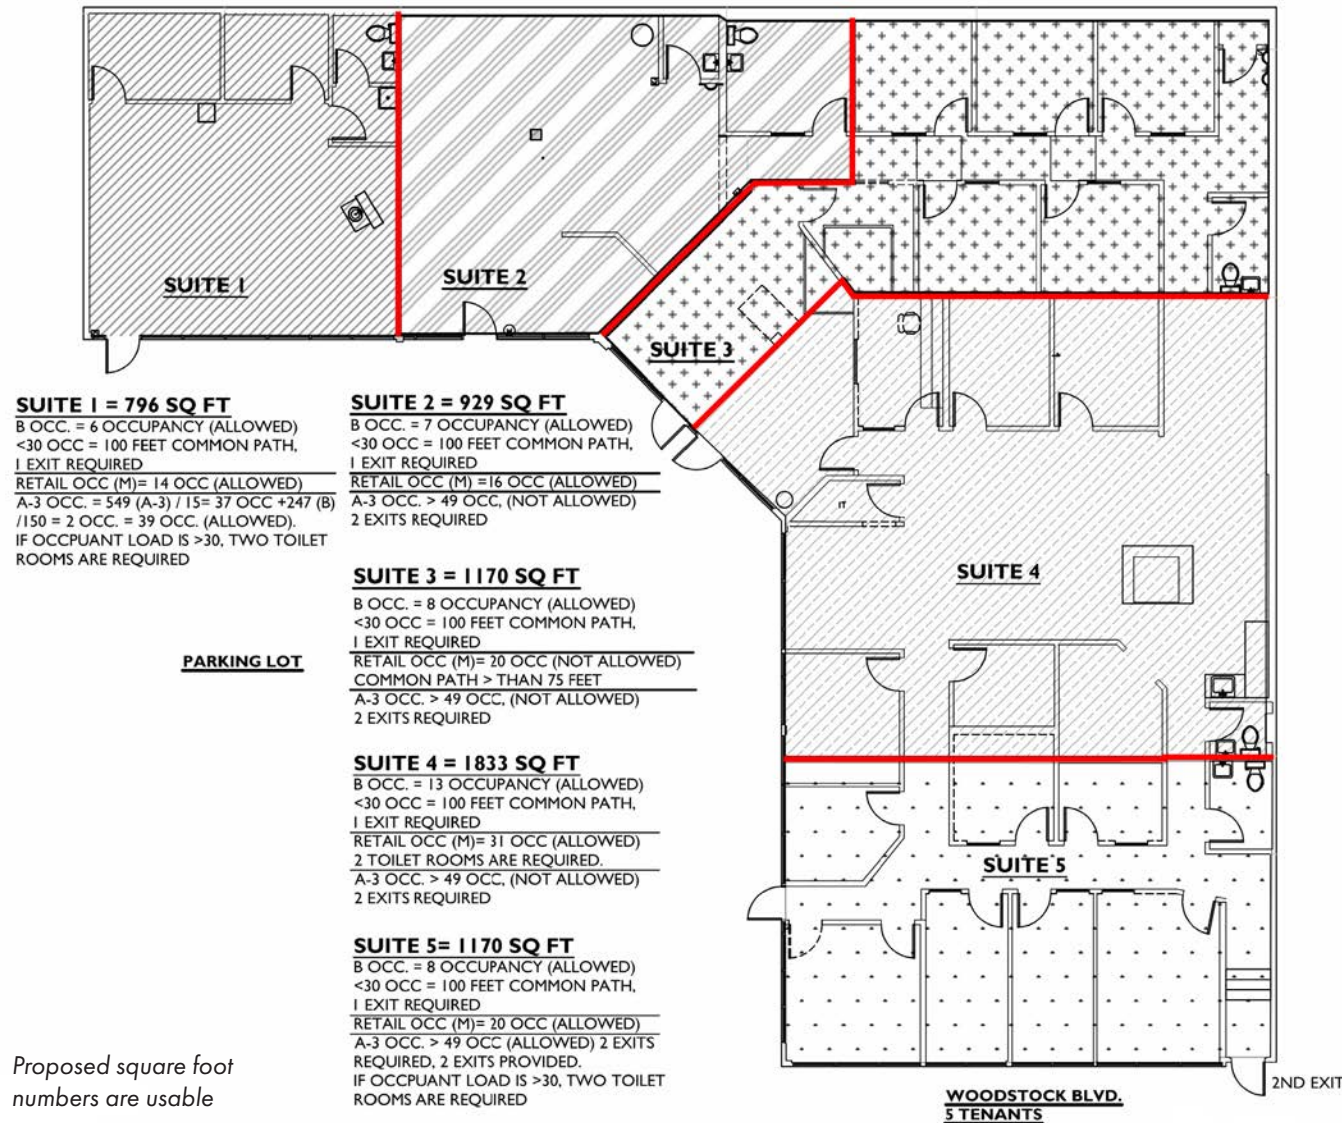 SUITE 1
SUITE 2
SUITE 3
IT
SUITE 4
SUITE 5
SUITE 1 = 796 SQ FT
B OCC. = 6 OCCUPANCY (ALLOWED)
<30 OCC = 100 FEET COMMON PATH,
1 EXIT REQUIRED
RETAIL OCC (M)= 14 OCC (ALLOWED)
A-3 OCC. = 549 (A-3) / 15= 37 OCC +247 (B)
/150 = 2 OCC. = 39 OCC. (ALLOWED).
IF OCCPUANT LOAD IS >30, TWO TOILET
ROOMS ARE REQUIRED
SUITE 2 = 929 SQ FT
B OCC. = 7 OCCUPANCY (ALLOWED)
<30 OCC = 100 FEET COMMON PATH,
1 EXIT REQUIRED
RETAIL OCC (M) =16 OCC (ALLOWED)
A-3 OCC. > 49 OCC, (NOT ALLOWED)
2 EXITS REQUIRED
SUITE 3 = 1170 SQ FT
B OCC. = 8 OCCUPANCY (ALLOWED)
<30 OCC = 100 FEET COMMON PATH,
1 EXIT REQUIRED
RETAIL OCC (M)= 20 OCC (NOT ALLOWED)
COMMON PATH > THAN 75 FEET
A-3 OCC. > 49 OCC, (NOT ALLOWED)
2 EXITS REQUIRED
PARKING LOT
SUITE 4 = 1833 SQ FT
B OCC. = 13 OCCUPANCY (ALLOWED)
<30 OCC = 100 FEET COMMON PATH,
1 EXIT REQUIRED
RETAIL OCC (M)= 31 OCC (ALLOWED)
2 TOILET ROOMS ARE REQUIRED.
A-3 OCC. > 49 OCC, (NOT ALLOWED)
2 EXITS REQUIRED
SUITE 5= 1170 SQ FT
B OCC. = 8 OCCUPANCY (ALLOWED)
<30 OCC = 100 FEET COMMON PATH,
1 EXIT REQUIRED
RETAIL OCC (M)= 20 OCC (ALLOWED)
A-3 OCC. > 49 OCC (ALLOWED) 2 EXITS
REQUIRED, 2 EXITS PROVIDED.
IF OCCPUANT LOAD IS >30, TWO TOILET
ROOMS ARE REQUIRED
Proposed square foot
numbers are usable
2ND EXIT
WOODSTOCK BLVD.
5 TENANTS